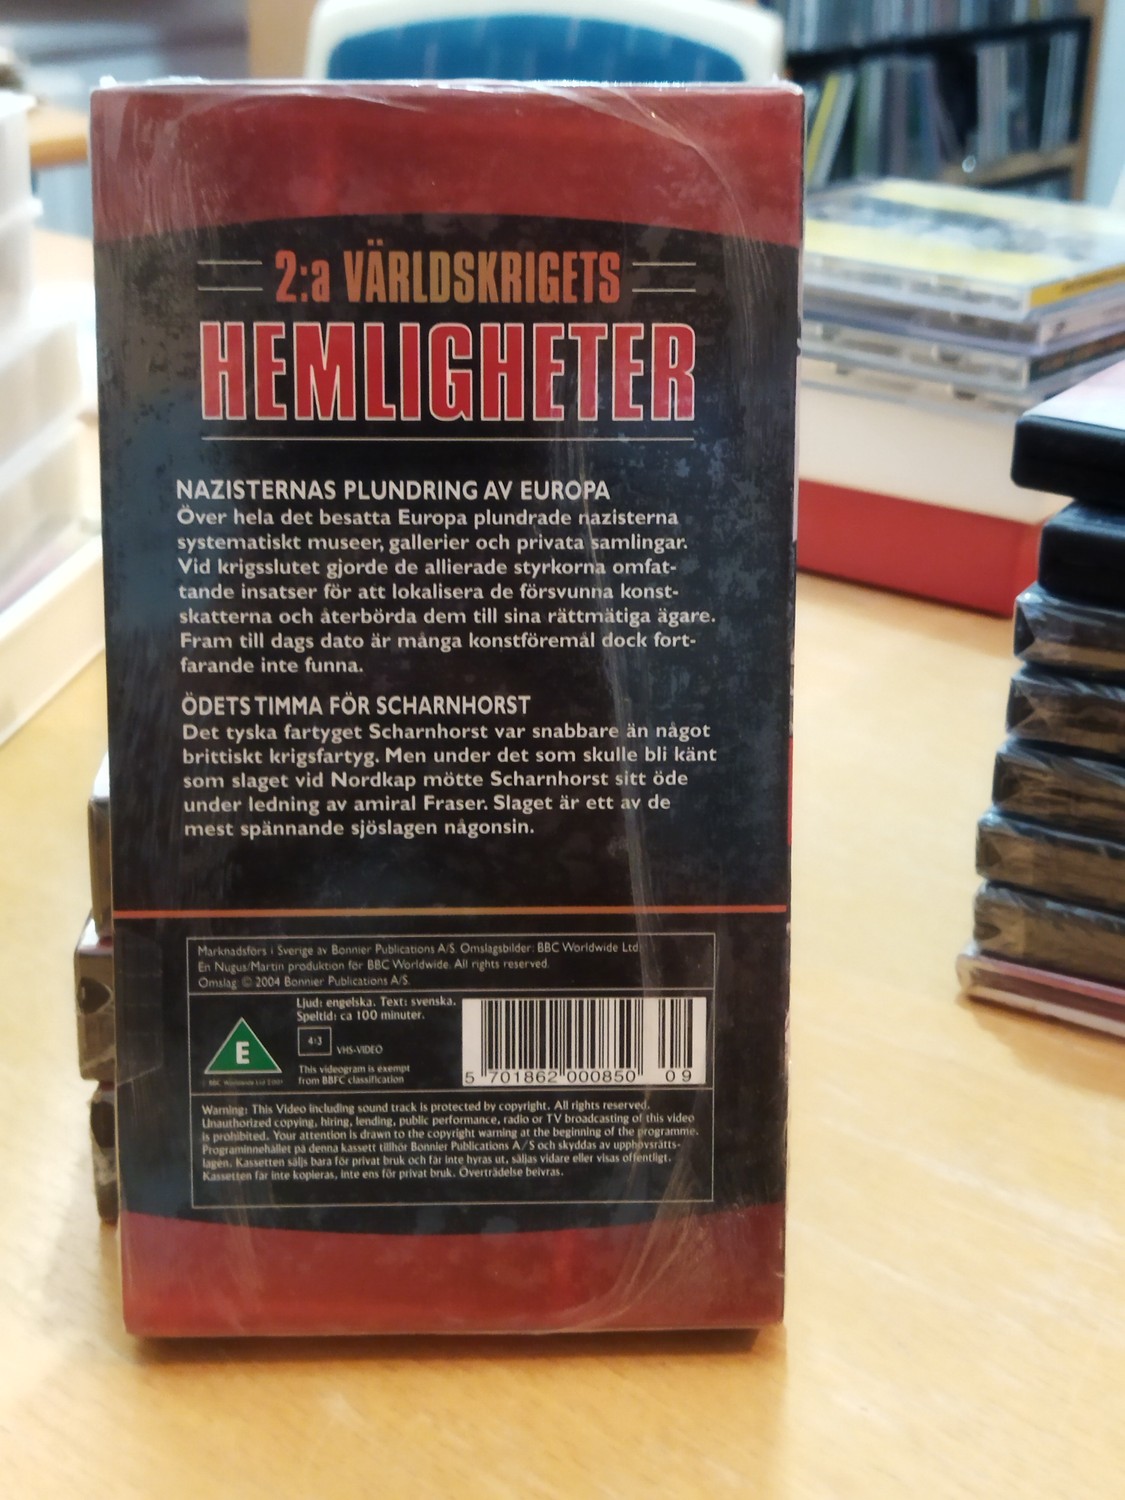 2:a VÄRLDSKRIGETS
HEMLIGHETER
NAZISTERNAS PLUNDRING AV EUROPA
Över hela det besatta Europa plundrade nazisterna
systematiskt museer, gallerier och privata samlingar.
Vid krigsslutet gjorde de allierade styrkorna omfat-
tande insatser för att lokalisera de försvunna konst-
skatterna och återbörda dem till sina rättmätiga ägare.
Fram till dags dato är många konstföremål dock fort-
farande inte funna.
ÖDETS TIMMA FÖR SCHARNHORST
Det tyska fartyget Scharnhorst var snabbare än något
brittiskt krigsfartyg. Men under det som skulle bli känt
som slaget vid Nordkap mötte Scharnhorst sitt öde
under ledning av amiral Fraser. Slaget är ett av de
mest spännande sjöslagen någonsin.
Marknadsförs i Sverige av Bonnier Publications A/S. Omslagsbilder: BBC Worldwide Ltd.
En Nugus/Martin produktion för BBC Worldwide. All rights reserved.
Omslag © 2004 Bonnier Publications A/S.
Ljud: engelska. Text: svenska.
Speltid: ca 100 minuter.
E
4:3 VHS-VIDEO
This videogram is exempt
from BBFC classification
© BBC Worldwide Ltd 2001
5 701862 000850 09
Warning: This Video including sound track is protected by copyright. All rights reserved.
Unauthorized copying, hiring, lending, public performance, radio or TV broadcasting of this video
is prohibited. Your attention is drawn to the copyright warning at the beginning of the programme.
Programinnehållet på denna kassett tillhör Bonnier Publications A/S och skyddas av upphovsrätts-
lagen. Kassetten säljs bara för privat bruk och får inte hyras ut, säljas vidare eller visas offentligt.
Kassetten får inte kopieras, inte ens för privat bruk. Överträdelse beivras.